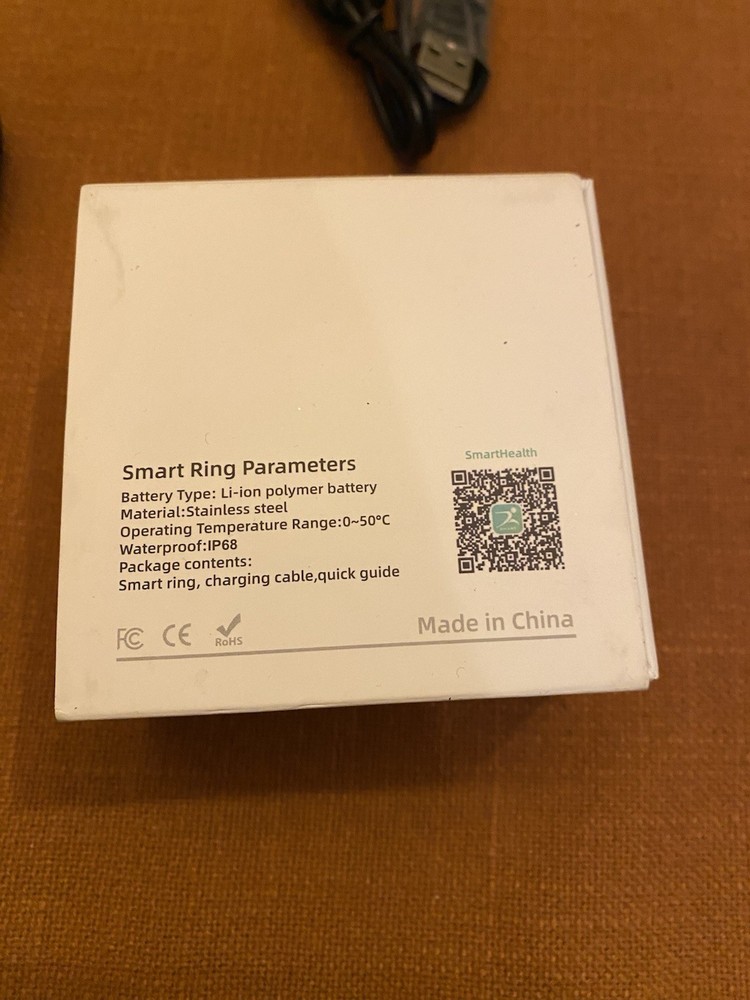 Smart Ring Parameters
Battery Type: Li-ion polymer battery
Material:Stainless steel
Operating Temperature Range:0~50°C
Waterproof:IP68
Package contents:
Smart ring, charging cable,quick guide
SmartHealth
FC CE RoHS
Made in China